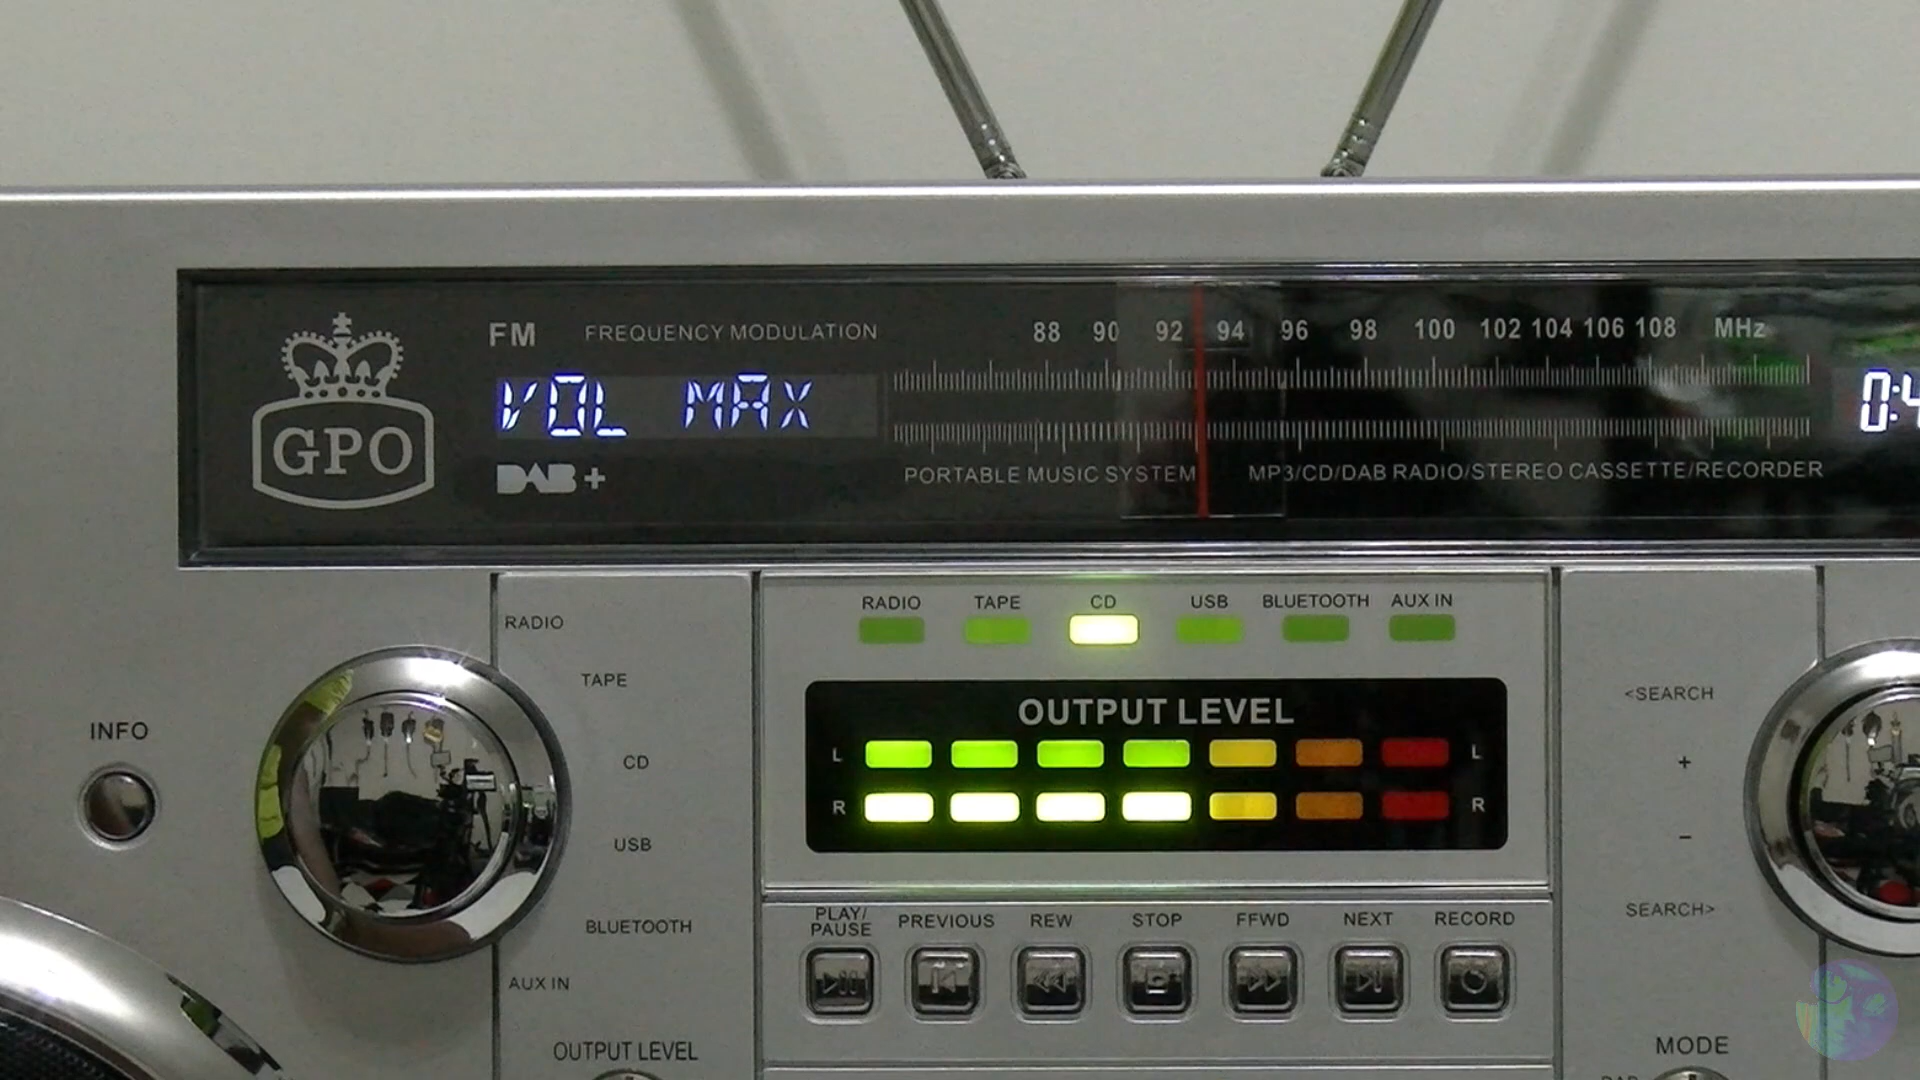 FM FREQUENCY MODULATION
88 90 92 94 96 98 100 102 104 106 108 MHz
GPO
VOL MAX
DAB+
PORTABLE MUSIC SYSTEM MP3/CD/DAB RADIO/STEREO CASSETTE/RECORDER
RADIO TAPE CD USB BLUETOOTH AUX IN
OUTPUT LEVEL
L L
R R
INFO
RADIO
TAPE
CD
USB
BLUETOOTH
AUX IN
OUTPUT LEVEL
<SEARCH
+
−
SEARCH>
PLAY/
PAUSE
PREVIOUS REW STOP FFWD NEXT RECORD
MODE